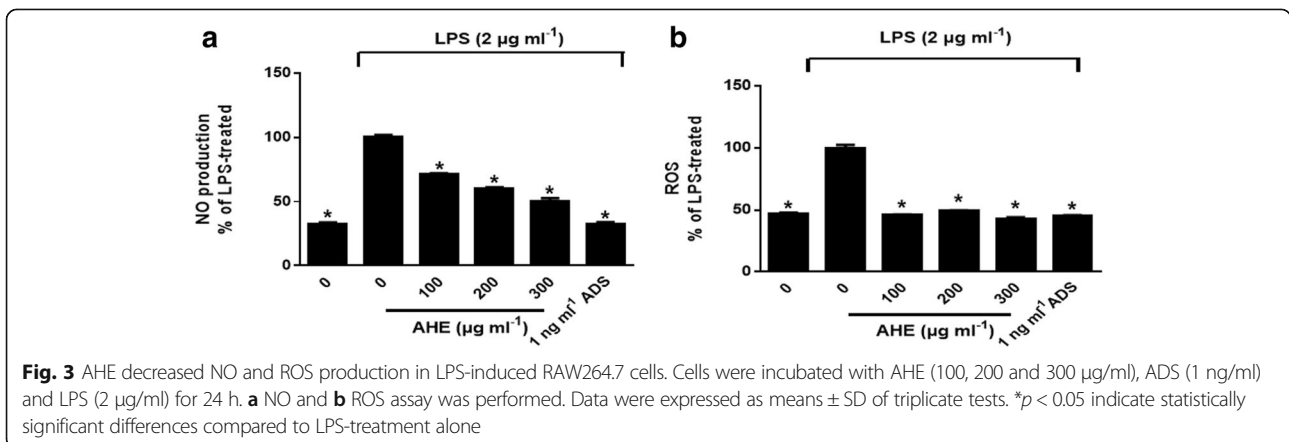 a
LPS (2 µg ml⁻¹)
NO production
% of LPS-treated
150
100
50
0
*
*
*
*
*
0
0
100
200
300
1 ng ml⁻¹ ADS
AHE (µg ml⁻¹)
b
LPS (2 µg ml⁻¹)
ROS
% of LPS-treated
150
100
50
0
*
*
*
*
*
0
0
100
200
300
1 ng ml⁻¹ ADS
AHE (µg ml⁻¹)
Fig. 3 AHE decreased NO and ROS production in LPS-induced RAW264.7 cells. Cells were incubated with AHE (100, 200 and 300 µg/ml), ADS (1 ng/ml)
and LPS (2 µg/ml) for 24 h. a NO and b ROS assay was performed. Data were expressed as means ± SD of triplicate tests. *p < 0.05 indicate statistically
significant differences compared to LPS-treatment alone